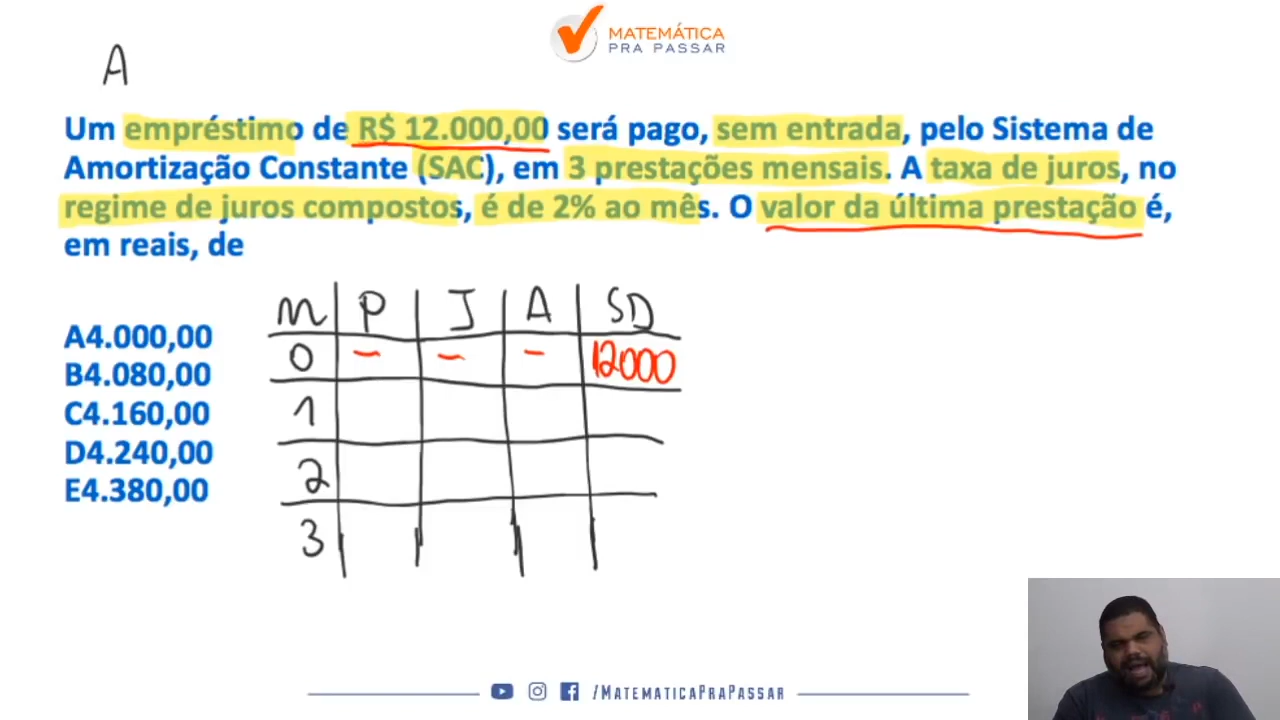 MATEMÁTICA
PRA PASSAR
A
Um empréstimo de R$ 12.000,00 será pago, sem entrada, pelo Sistema de
Amortização Constante (SAC), em 3 prestações mensais. A taxa de juros, no
regime de juros compostos, é de 2% ao mês. O valor da última prestação é,
em reais, de
A4.000,00
B4.080,00
C4.160,00
D4.240,00
E4.380,00
M P J A SD
0 - - - 12000
1
2
3
/MATEMATICAPRAPASSAR